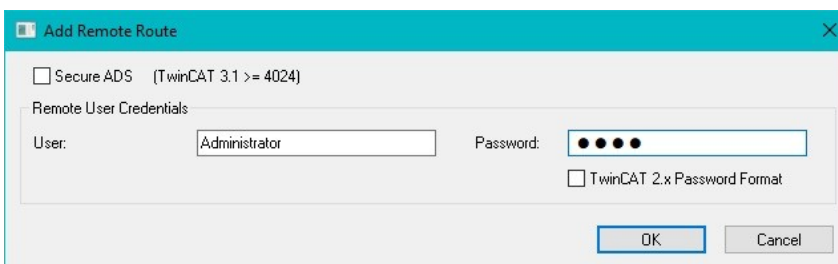 Add Remote Route
Secure ADS (TwinCAT 3.1 >= 4024)
Remote User Credentials
User: Administrator Password: ●●●●
TwinCAT 2.x Password Format
OK Cancel